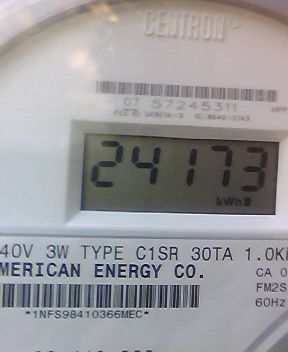 CENTRON®
07 57245311
24173
kWh
40V 3W TYPE C1SR 30TA 1.0K
MERICAN ENERGY CO.
CA 0
FM2S
60Hz
*1NFS98410366MEC*